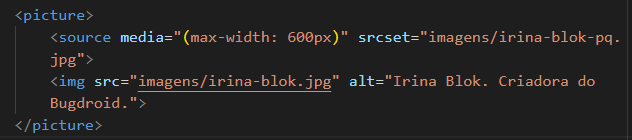 <picture>
<source media="(max-width: 600px)" srcset="imagens/irina-blok-pq.
jpg">
<img src="imagens/irina-blok.jpg" alt="Irina Blok. Criadora do
Bugdroid.">
</picture>